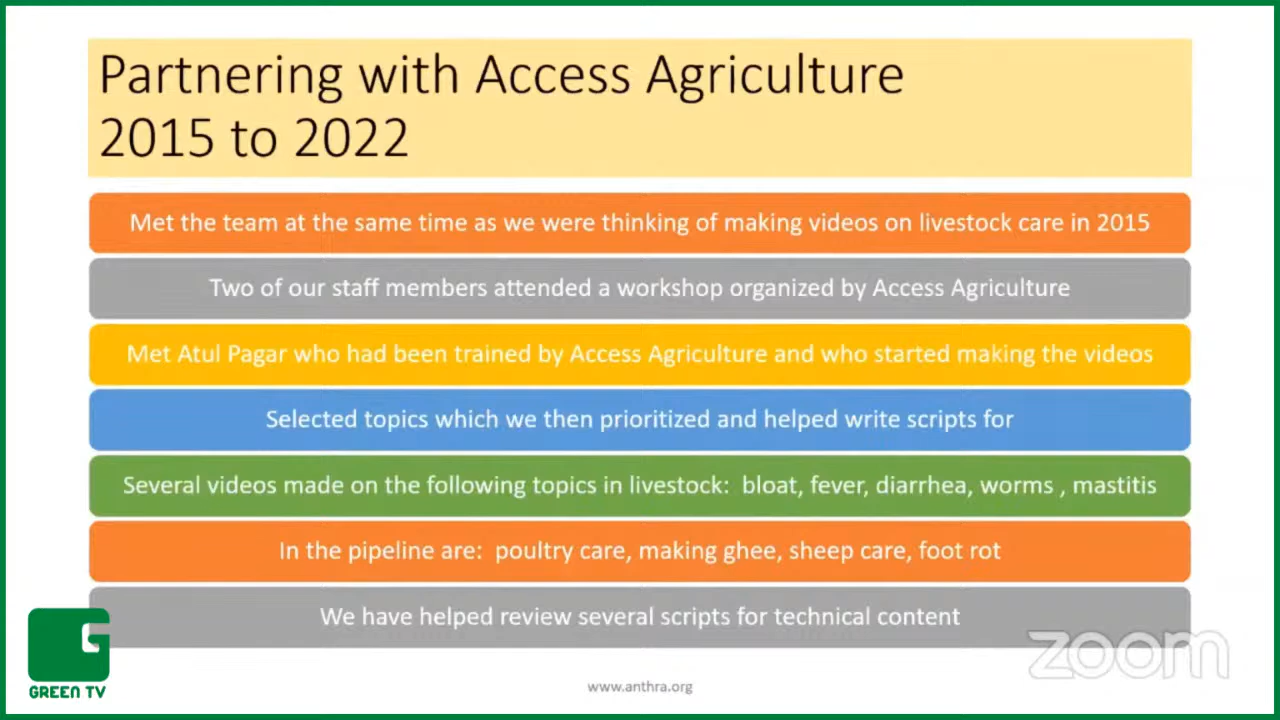 Partnering with Access Agriculture
2015 to 2022
Met the team at the same time as we were thinking of making videos on livestock care in 2015
Two of our staff members attended a workshop organized by Access Agriculture
Met Atul Pagar who had been trained by Access Agriculture and who started making the videos
Selected topics which we then prioritized and helped write scripts for
Several videos made on the following topics in livestock:  bloat, fever, diarrhea, worms , mastitis
In the pipeline are:  poultry care, making ghee, sheep care, foot rot
We have helped review several scripts for technical content
zoom
GREEN TV
www.anthra.org